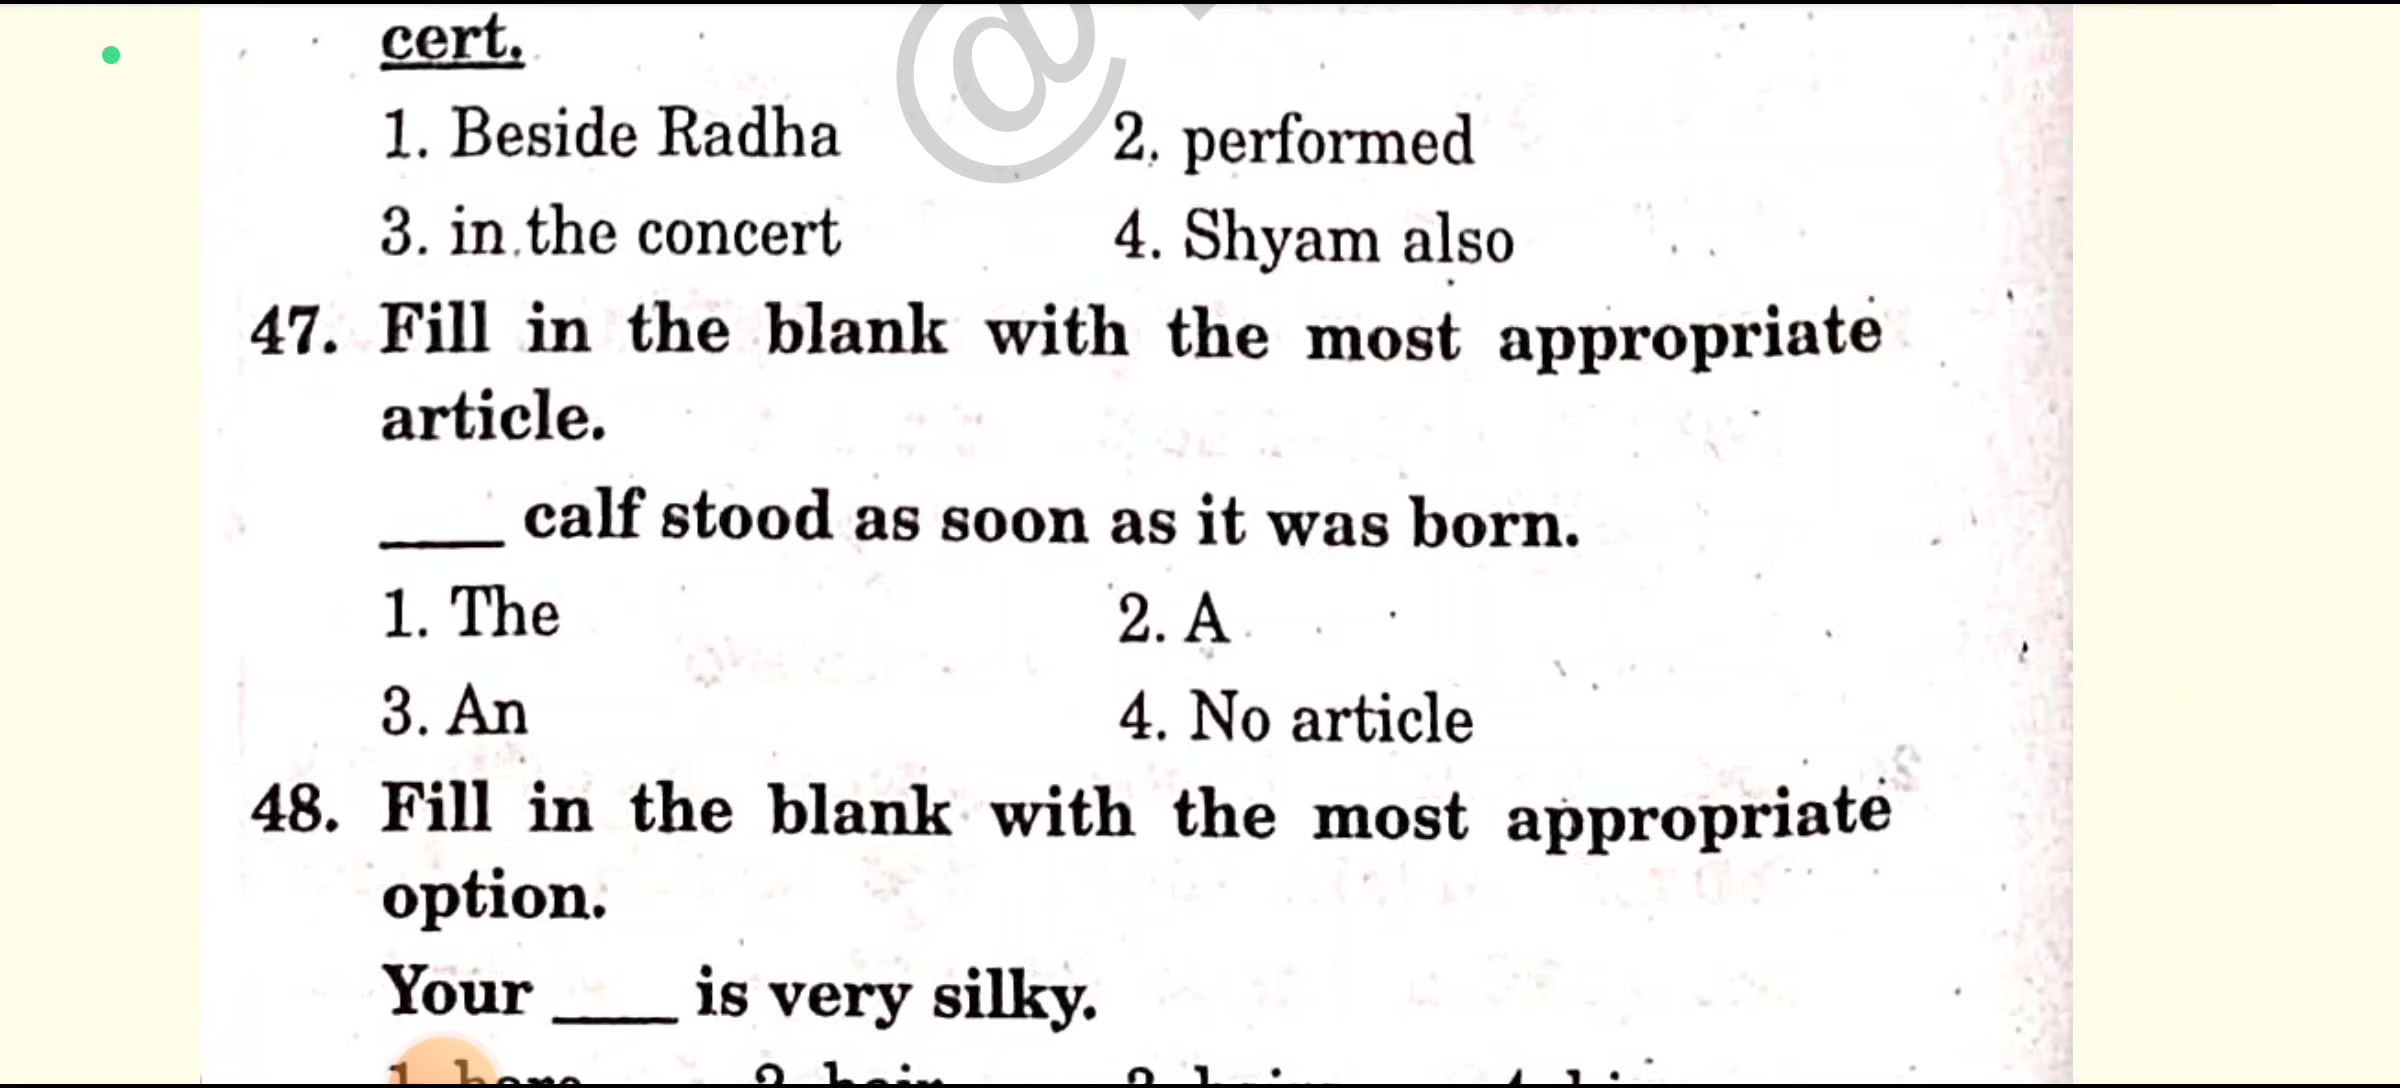 cert.
1. Beside Radha 2. performed
3. in the concert 4. Shyam also
47. Fill in the blank with the most appropriate
article.
____ calf stood as soon as it was born.
1. The 2. A
3. An 4. No article
48. Fill in the blank with the most appropriate
option.
Your ____ is very silky.